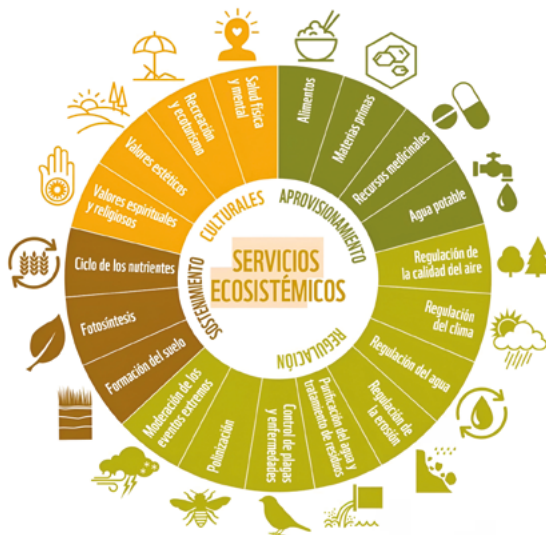 SERVICIOS
ECOSISTÉMICOS
APROVISIONAMIENTO
Alimentos
Materias primas
Recursos medicinales
Agua potable
REGULACIÓN
Regulación de
la calidad del aire
Regulación
del clima
Regulación del agua
Regulación de
la erosión
Purificación del agua y
tratamiento de residuos
Control de plagas
y enfermedades
Polinización
Moderación de los
eventos extremos
SOSTENIMIENTO
Formación del suelo
Fotosíntesis
Ciclo de los nutrientes
CULTURALES
Valores espirituales
y religiosos
Valores estéticos
Recreación
y ecoturismo
Salud física
y mental